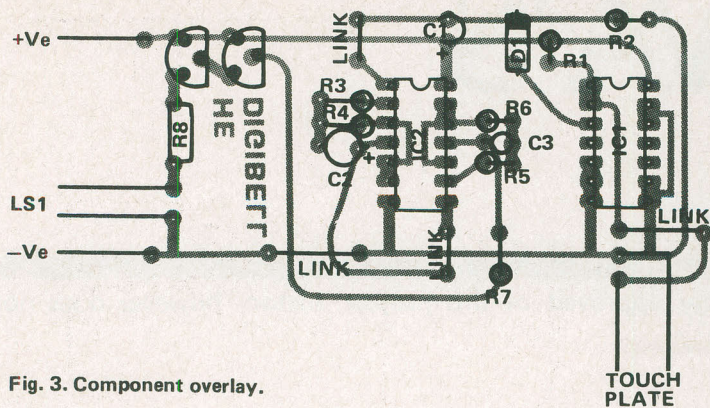 +Ve
LINK
C1
+
D1
R2
R1
R3
R4
R8
HE
DIGIBELL
IC2
+
C2
R6
C3
R5
IC1
LS1
LINK
–Ve
LINK
LINK
R7
TOUCH
PLATE
Fig. 3. Component overlay.